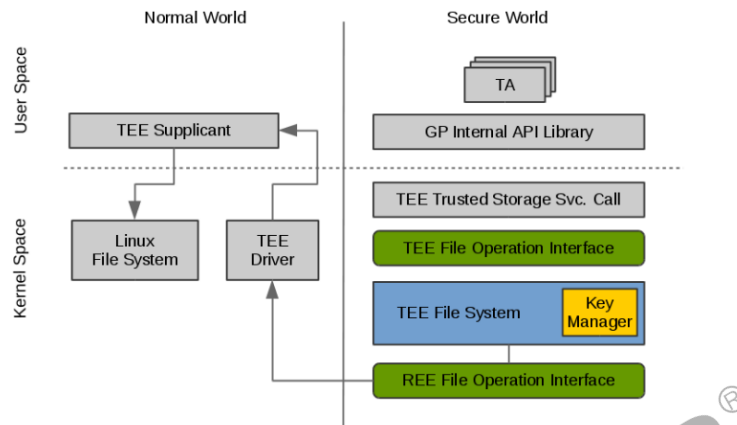 Normal World
Secure World
User Space
TA
TEE Supplicant
GP Internal API Library
Kernel Space
TEE Trusted Storage Svc. Call
Linux
File System
TEE
Driver
TEE File Operation Interface
TEE File System
Key
Manager
REE File Operation Interface
®